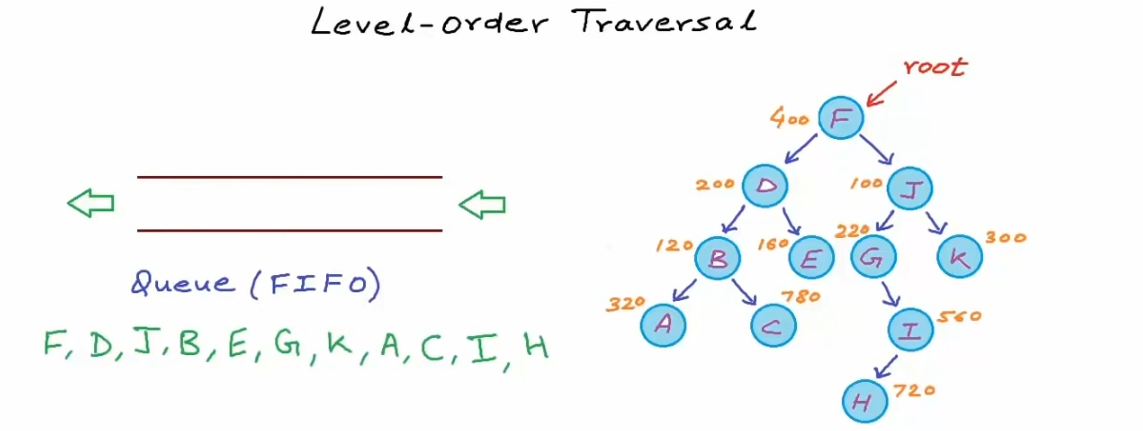 Level-order Traversal
root
400 F
200 D
100 J
120 B
160 E
220 G
K 300
320 A
C 780
I 560
H 720
Queue (FIFO)
F, D, J, B, E, G, K, A, C, I, H